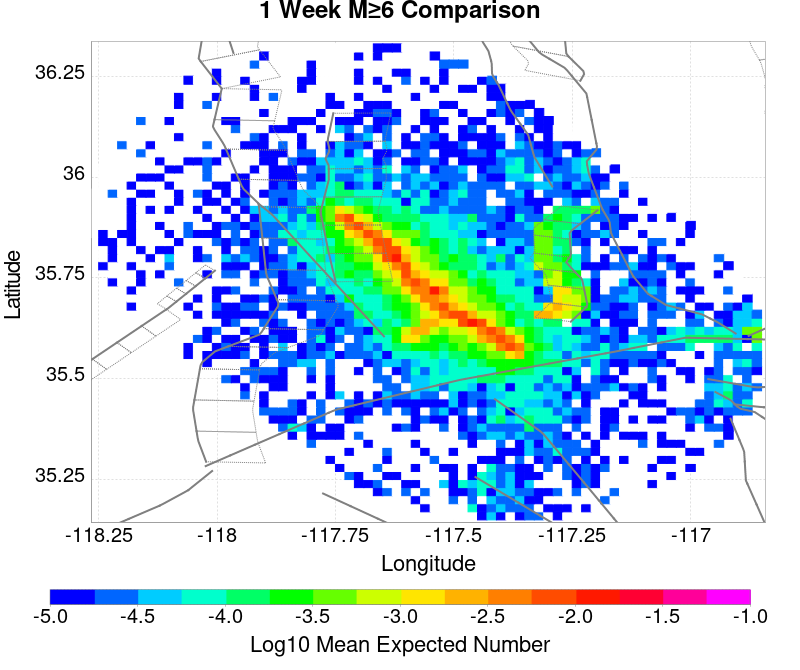 1 Week M≥6 Comparison
36.25
36
35.75
35.5
35.25
Latitude
-118.25 -118 -117.75 -117.5 -117.25 -117
Longitude
-5.0 -4.5 -4.0 -3.5 -3.0 -2.5 -2.0 -1.5 -1.0
Log10 Mean Expected Number